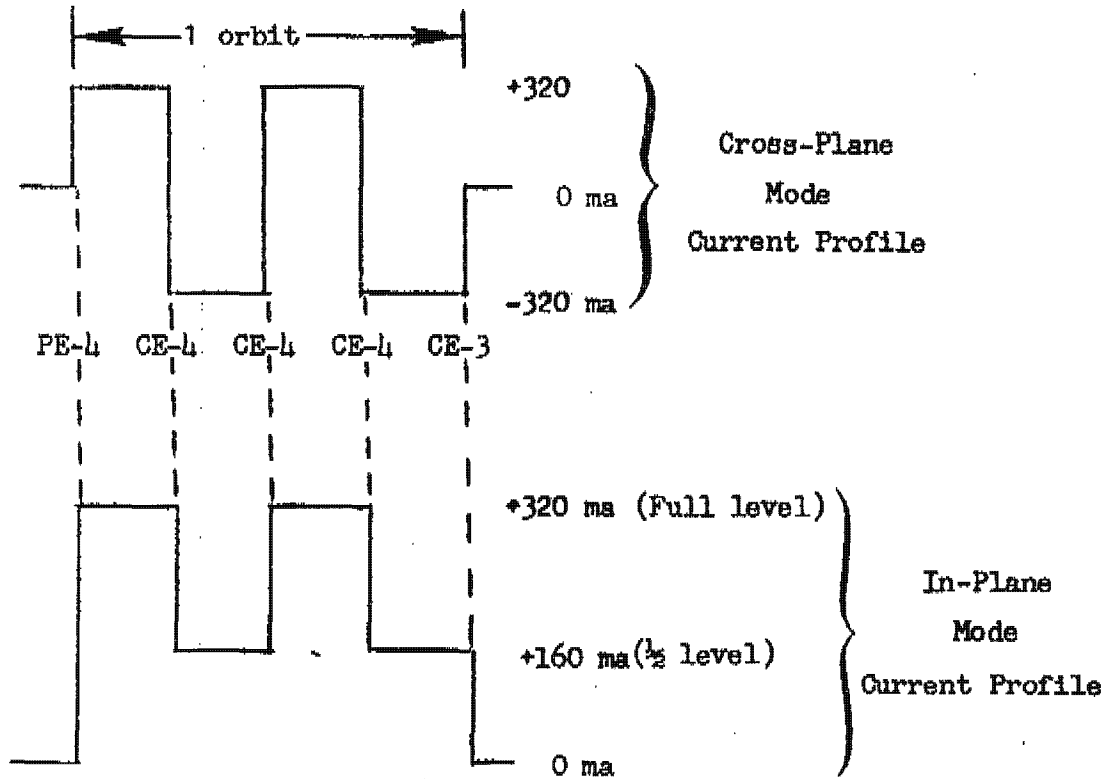 1 orbit
+320
0 ma
-320 ma
Cross-Plane
Mode
Current Profile
PE-4 CE-4 CE-4 CE-4 CE-3
+320 ma (Full level)
+160 ma(½ level)
0 ma
In-Plane
Mode
Current Profile